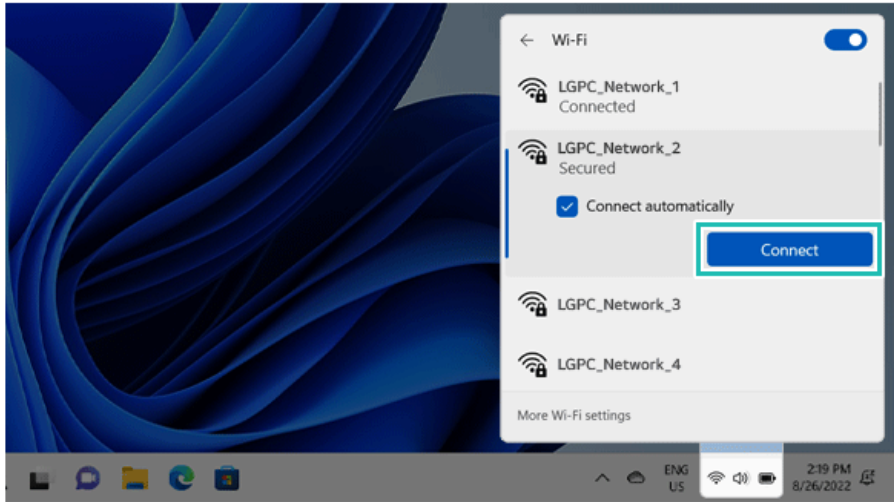 Wi-Fi
LGPC_Network_1
Connected
LGPC_Network_2
Secured
Connect automatically
Connect
LGPC_Network_3
LGPC_Network_4
More Wi-Fi settings
ENG
US
2:19 PM
8/26/2022